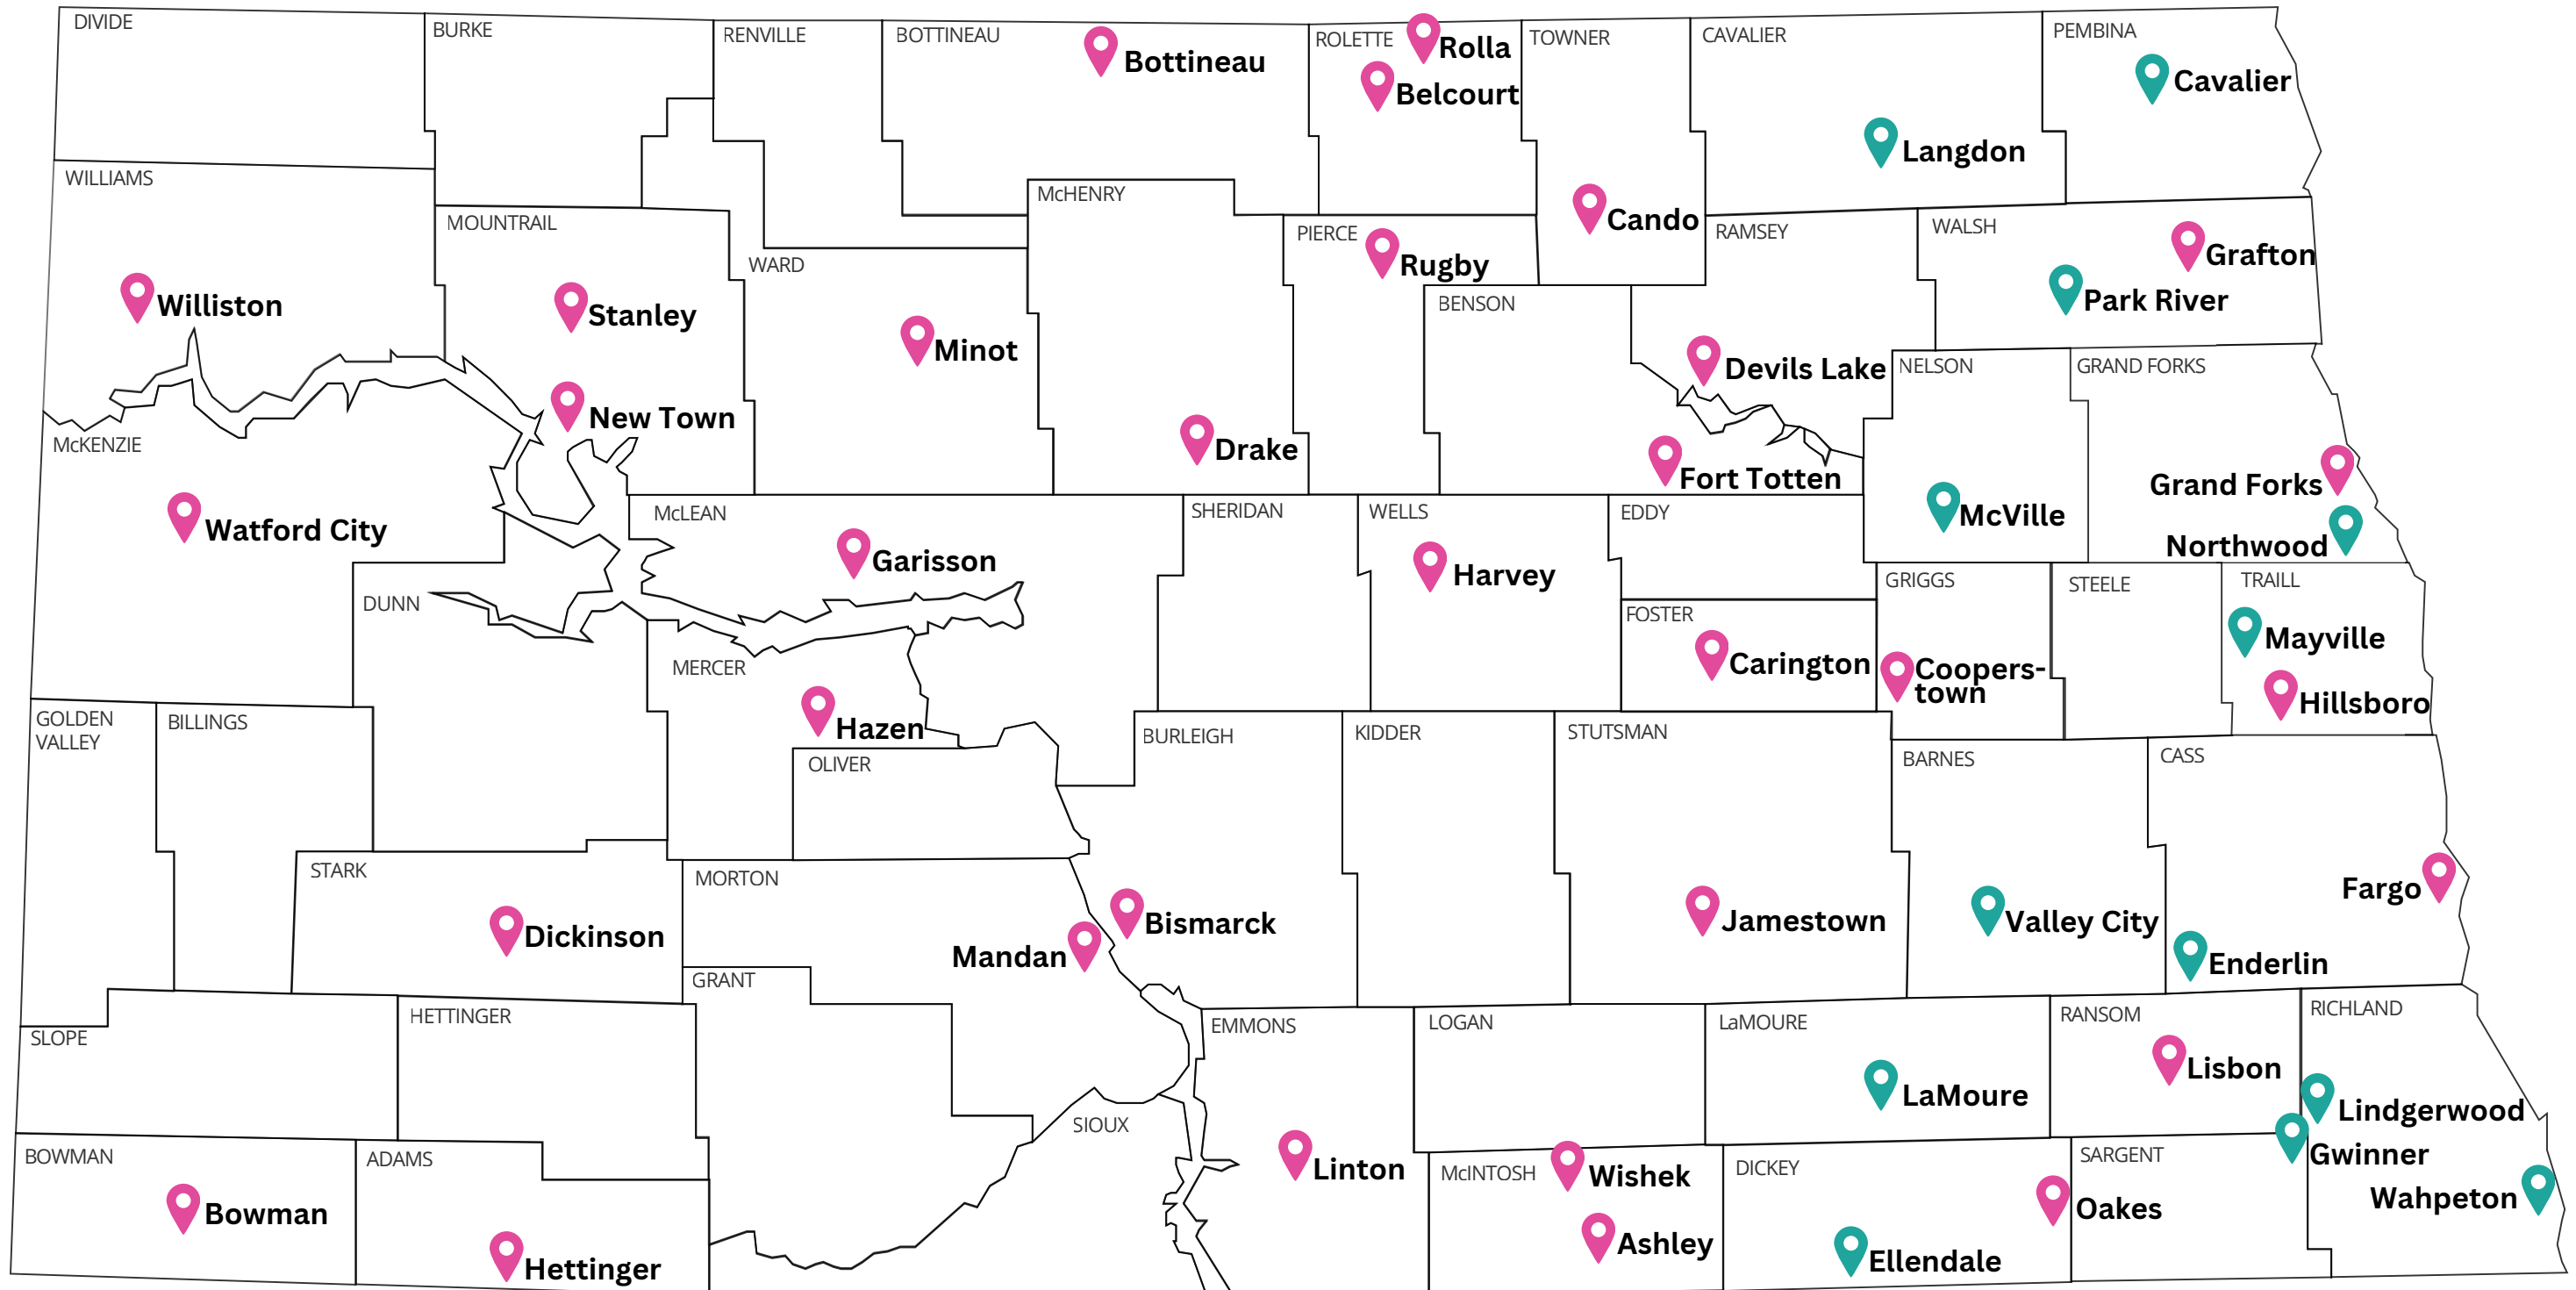 DIVIDE
BURKE
RENVILLE
BOTTINEAU
Bottineau
ROLETTE
Rolla
Belcourt
TOWNER
CAVALIER
PEMBINA
Cavalier
Langdon
WILLIAMS
MOUNTRAIL
McHENRY
Cando
WARD
PIERCE
Rugby
RAMSEY
WALSH
Grafton
Park River
Williston
Stanley
Minot
BENSON
Devils Lake
NELSON
GRAND FORKS
New Town
McKENZIE
Drake
Fort Totten
Grand Forks
Watford City
McLEAN
SHERIDAN
WELLS
EDDY
McVille
Northwood
Garisson
Harvey
DUNN
GRIGGS
STEELE
TRAILL
FOSTER
Mayville
MERCER
Carington
Coopers-
town
Hillsboro
GOLDEN
VALLEY
BILLINGS
Hazen
BURLEIGH
KIDDER
STUTSMAN
OLIVER
BARNES
CASS
STARK
MORTON
Fargo
Dickinson
Mandan
Bismarck
Jamestown
Valley City
Enderlin
GRANT
SLOPE
HETTINGER
EMMONS
LOGAN
LaMOURE
RANSOM
RICHLAND
Lisbon
LaMoure
Lindgerwood
SIOUX
BOWMAN
ADAMS
Linton
McINTOSH
Wishek
DICKEY
SARGENT
Gwinner
Wahpeton
Bowman
Oakes
Hettinger
Ashley
Ellendale